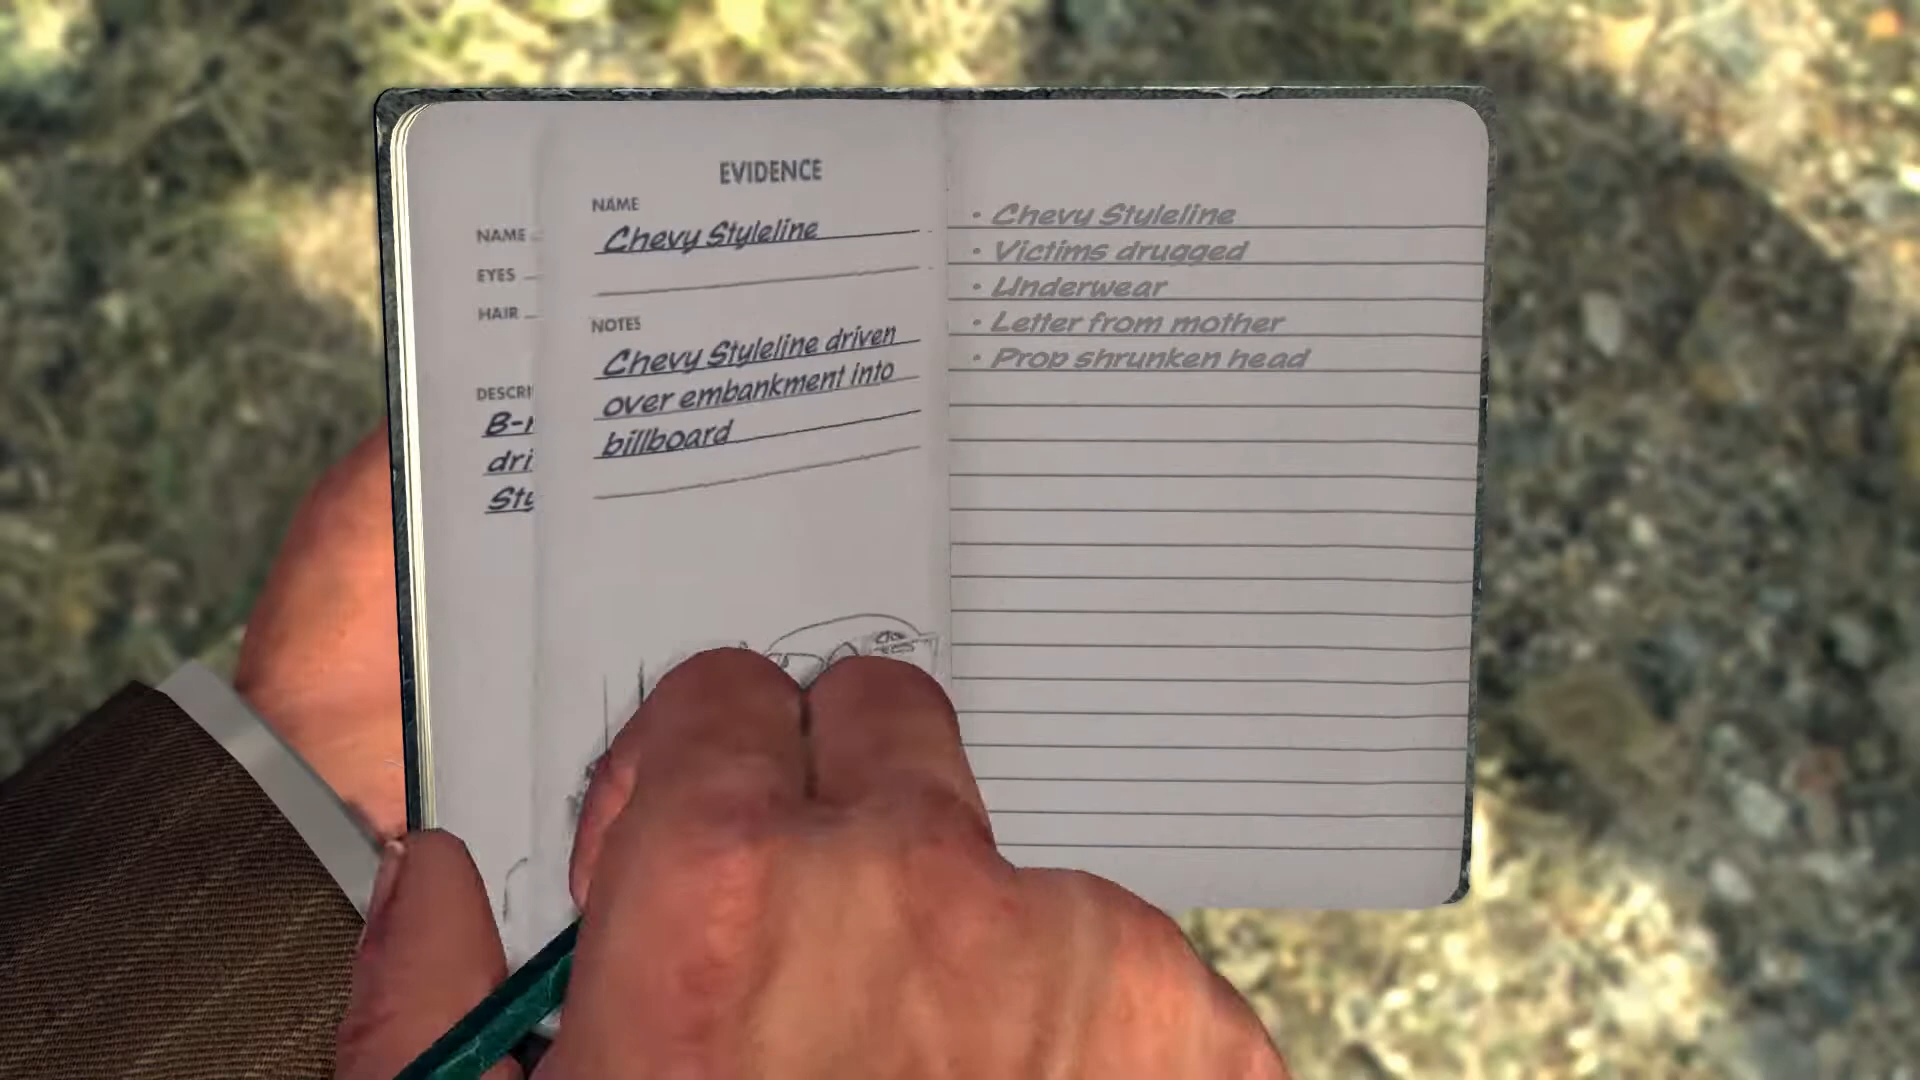 NAME
EYES
HAIR
EVIDENCE
NAME
Chevy Styleline
NOTES
Chevy Styleline driven
over embankment into
billboard
• Chevy Styleline
• Victims drugged
• Underwear
• Letter from mother
• Prop shrunken head